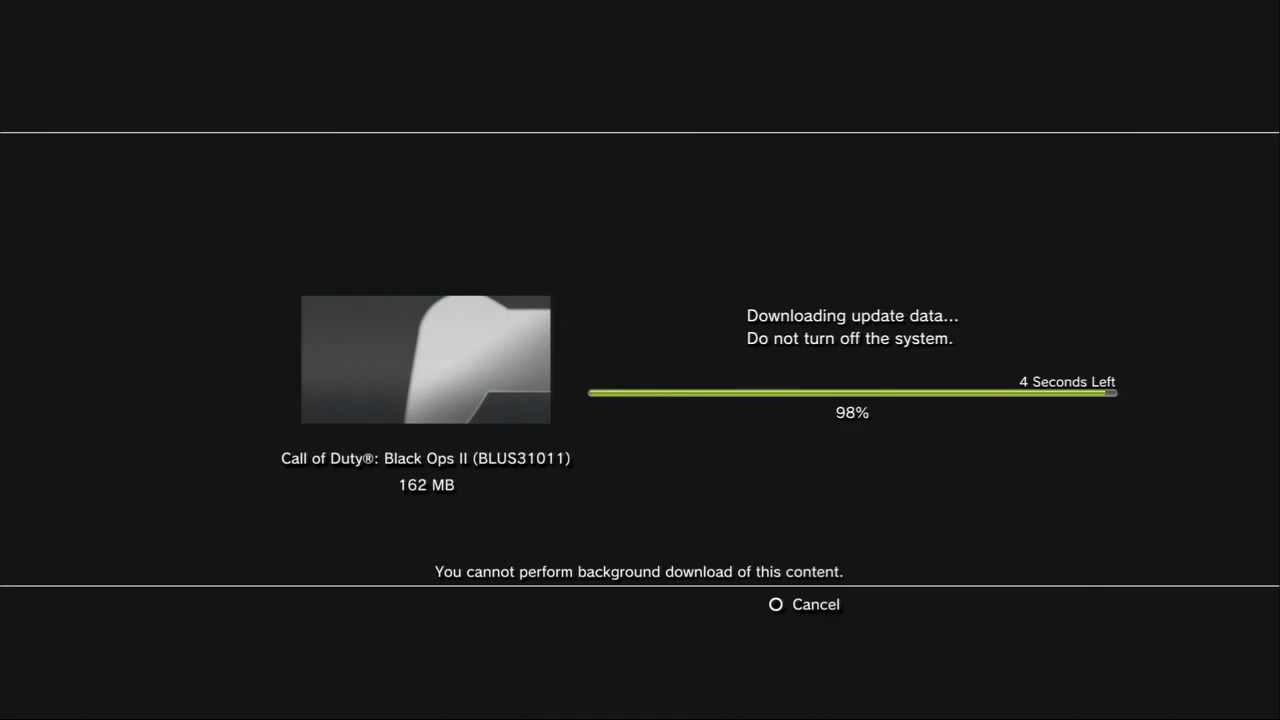 Downloading update data...
Do not turn off the system.
4 Seconds Left
98%
Call of Duty®: Black Ops II (BLUS31011)
162 MB
You cannot perform background download of this content.
Cancel